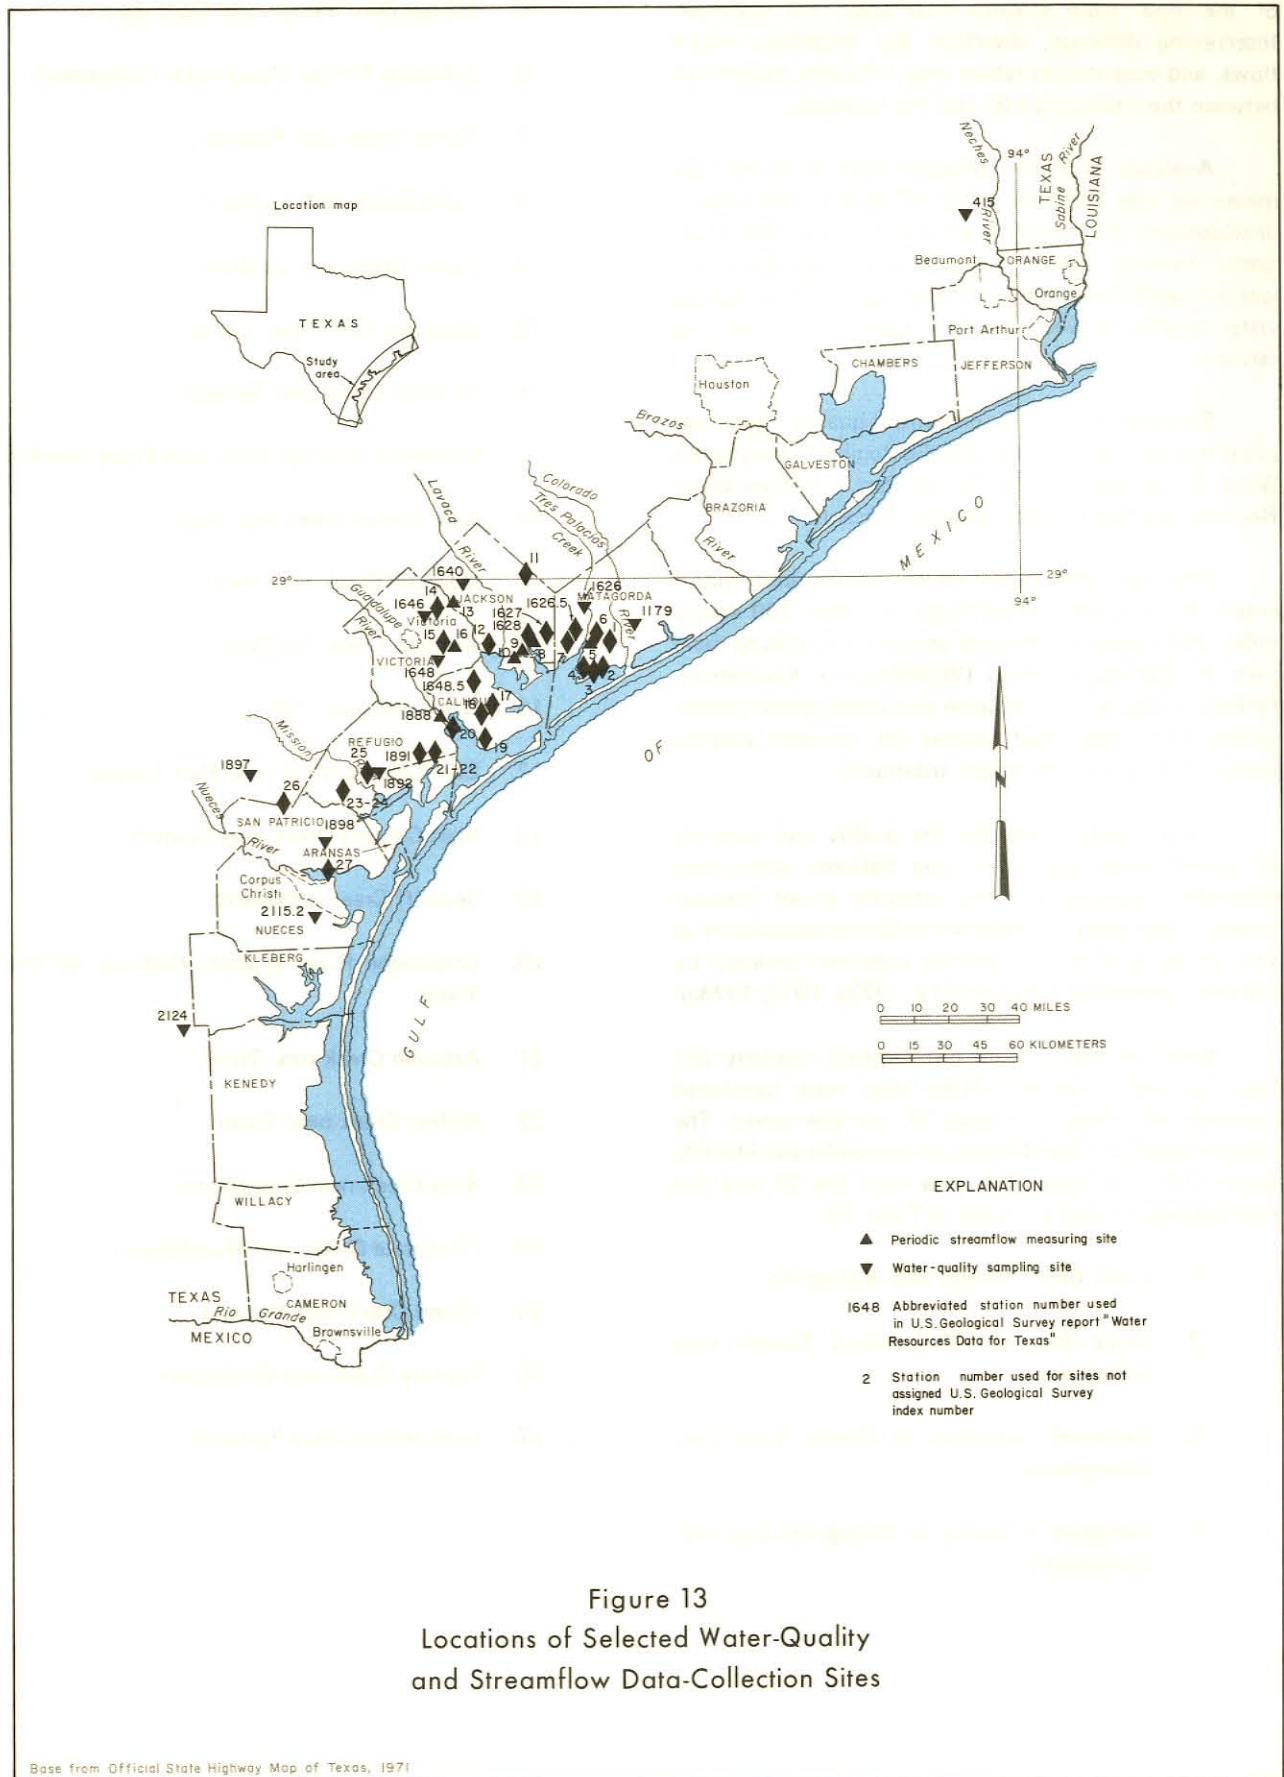 Location map
TEXAS
Study
area
Neches
River
94°
TEXAS
Sabine
River
LOUISIANA
415
Beaumont
ORANGE
Orange
Port Arthur
CHAMBERS
JEFFERSON
Houston
Brazos
River
GALVESTON
BRAZORIA
Colorado
River
Tres Palacios
Creek
Lavaca
River
29°
29°
94°
11
1640
1626
JACKSON
MATAGORDA
1626.5
1179
Guadalupe
River
14
13
1646
Victoria
1627
1628
12
15
16
9
10
8
7
6
1
5
4
3
2
VICTORIA
1648
1648.5
CALHOUN
17
18
1888
20
19
Mission
River
REFUGIO
25
1891
21-22
1892
1897
26
23-24
Nueces
River
SAN PATRICIO
1898
ARANSAS
27
Corpus
Christi
2115.2
NUECES
KLEBERG
2124
KENEDY
WILLACY
Harlingen
CAMERON
Brownsville
TEXAS
Rio Grande
MEXICO
GULF
OF
MEXICO
N
0 10 20 30 40 MILES
0 15 30 45 60 KILOMETERS
EXPLANATION
Periodic streamflow measuring site
Water-quality sampling site
1648 Abbreviated station number used
in U.S. Geological Survey report "Water
Resources Data for Texas"
2 Station number used for sites not
assigned U.S. Geological Survey
index number
Figure 13
Locations of Selected Water-Quality
and Streamflow Data-Collection Sites
Base from Official State Highway Map of Texas, 1971